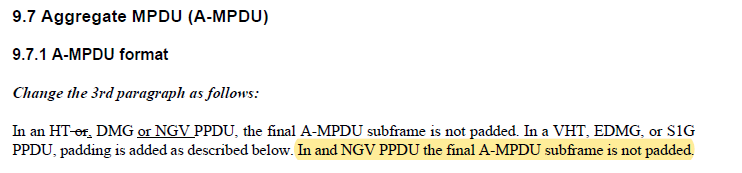 9.7 Aggregate MPDU (A-MPDU)
9.7.1 A-MPDU format
Change the 3rd paragraph as follows:
In an HT or, DMG or NGV PPDU, the final A-MPDU subframe is not padded. In a VHT, EDMG, or S1G
PPDU, padding is added as described below. In and NGV PPDU the final A-MPDU subframe is not padded.